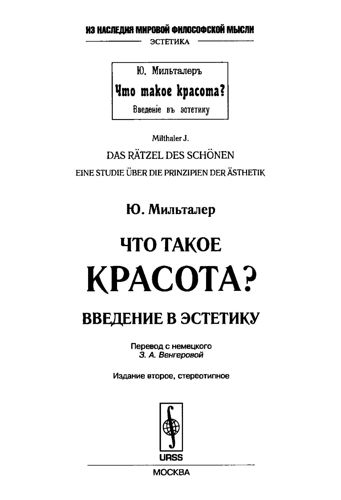 ИЗ НАСЛЕДИЯ МИРОВОЙ ФИЛОСОФСКОЙ МЫСЛИ
ЭСТЕТИКА
Ю. Мильталеръ
Что такое красота?
Введеніе въ эстетику
Milthaler J.
DAS RÄTZEL DES SCHÖNEN
EINE STUDIE ÜBER DIE PRINZIPIEN DER ÄSTHETIK
Ю. Мильталер
ЧТО ТАКОЕ
КРАСОТА?
ВВЕДЕНИЕ В ЭСТЕТИКУ
Перевод с немецкого
З. А. Венгеровой
Издание второе, стереотипное
URSS
МОСКВА